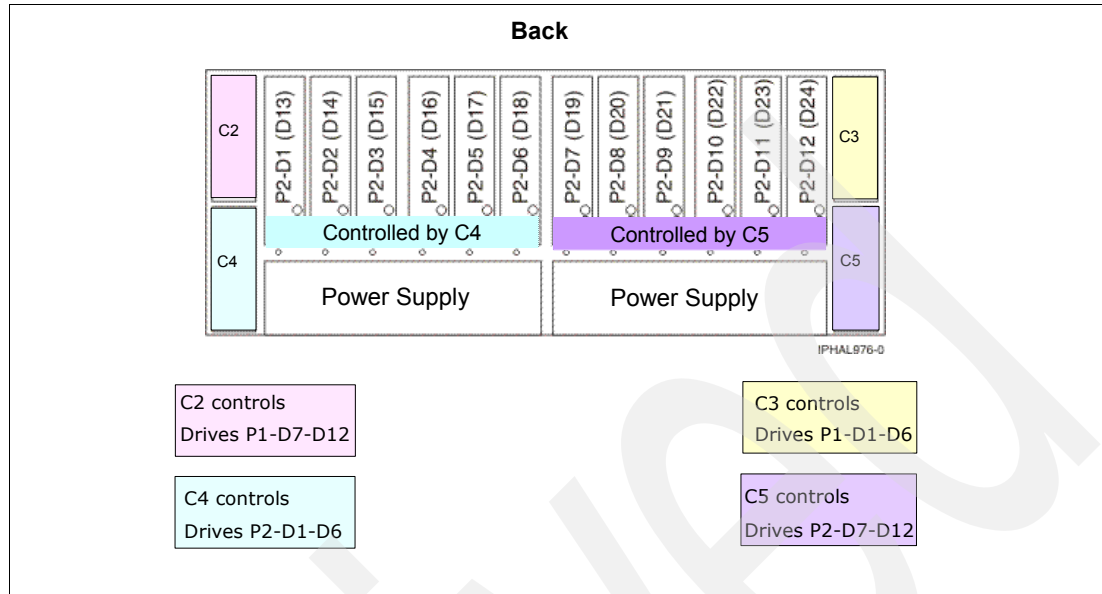 Back
C2
P2-D1 (D13)
P2-D2 (D14)
P2-D3 (D15)
P2-D4 (D16)
P2-D5 (D17)
P2-D6 (D18)
P2-D7 (D19)
P2-D8 (D20)
P2-D9 (D21)
P2-D10 (D22)
P2-D11 (D23)
P2-D12 (D24)
C3
Controlled by C4
Controlled by C5
C4
C5
Power Supply
Power Supply
IPHAL976-0
C2 controls
Drives P1-D7-D12
C3 controls
Drives P1-D1-D6
C4 controls
Drives P2-D1-D6
C5 controls
Drives P2-D7-D12